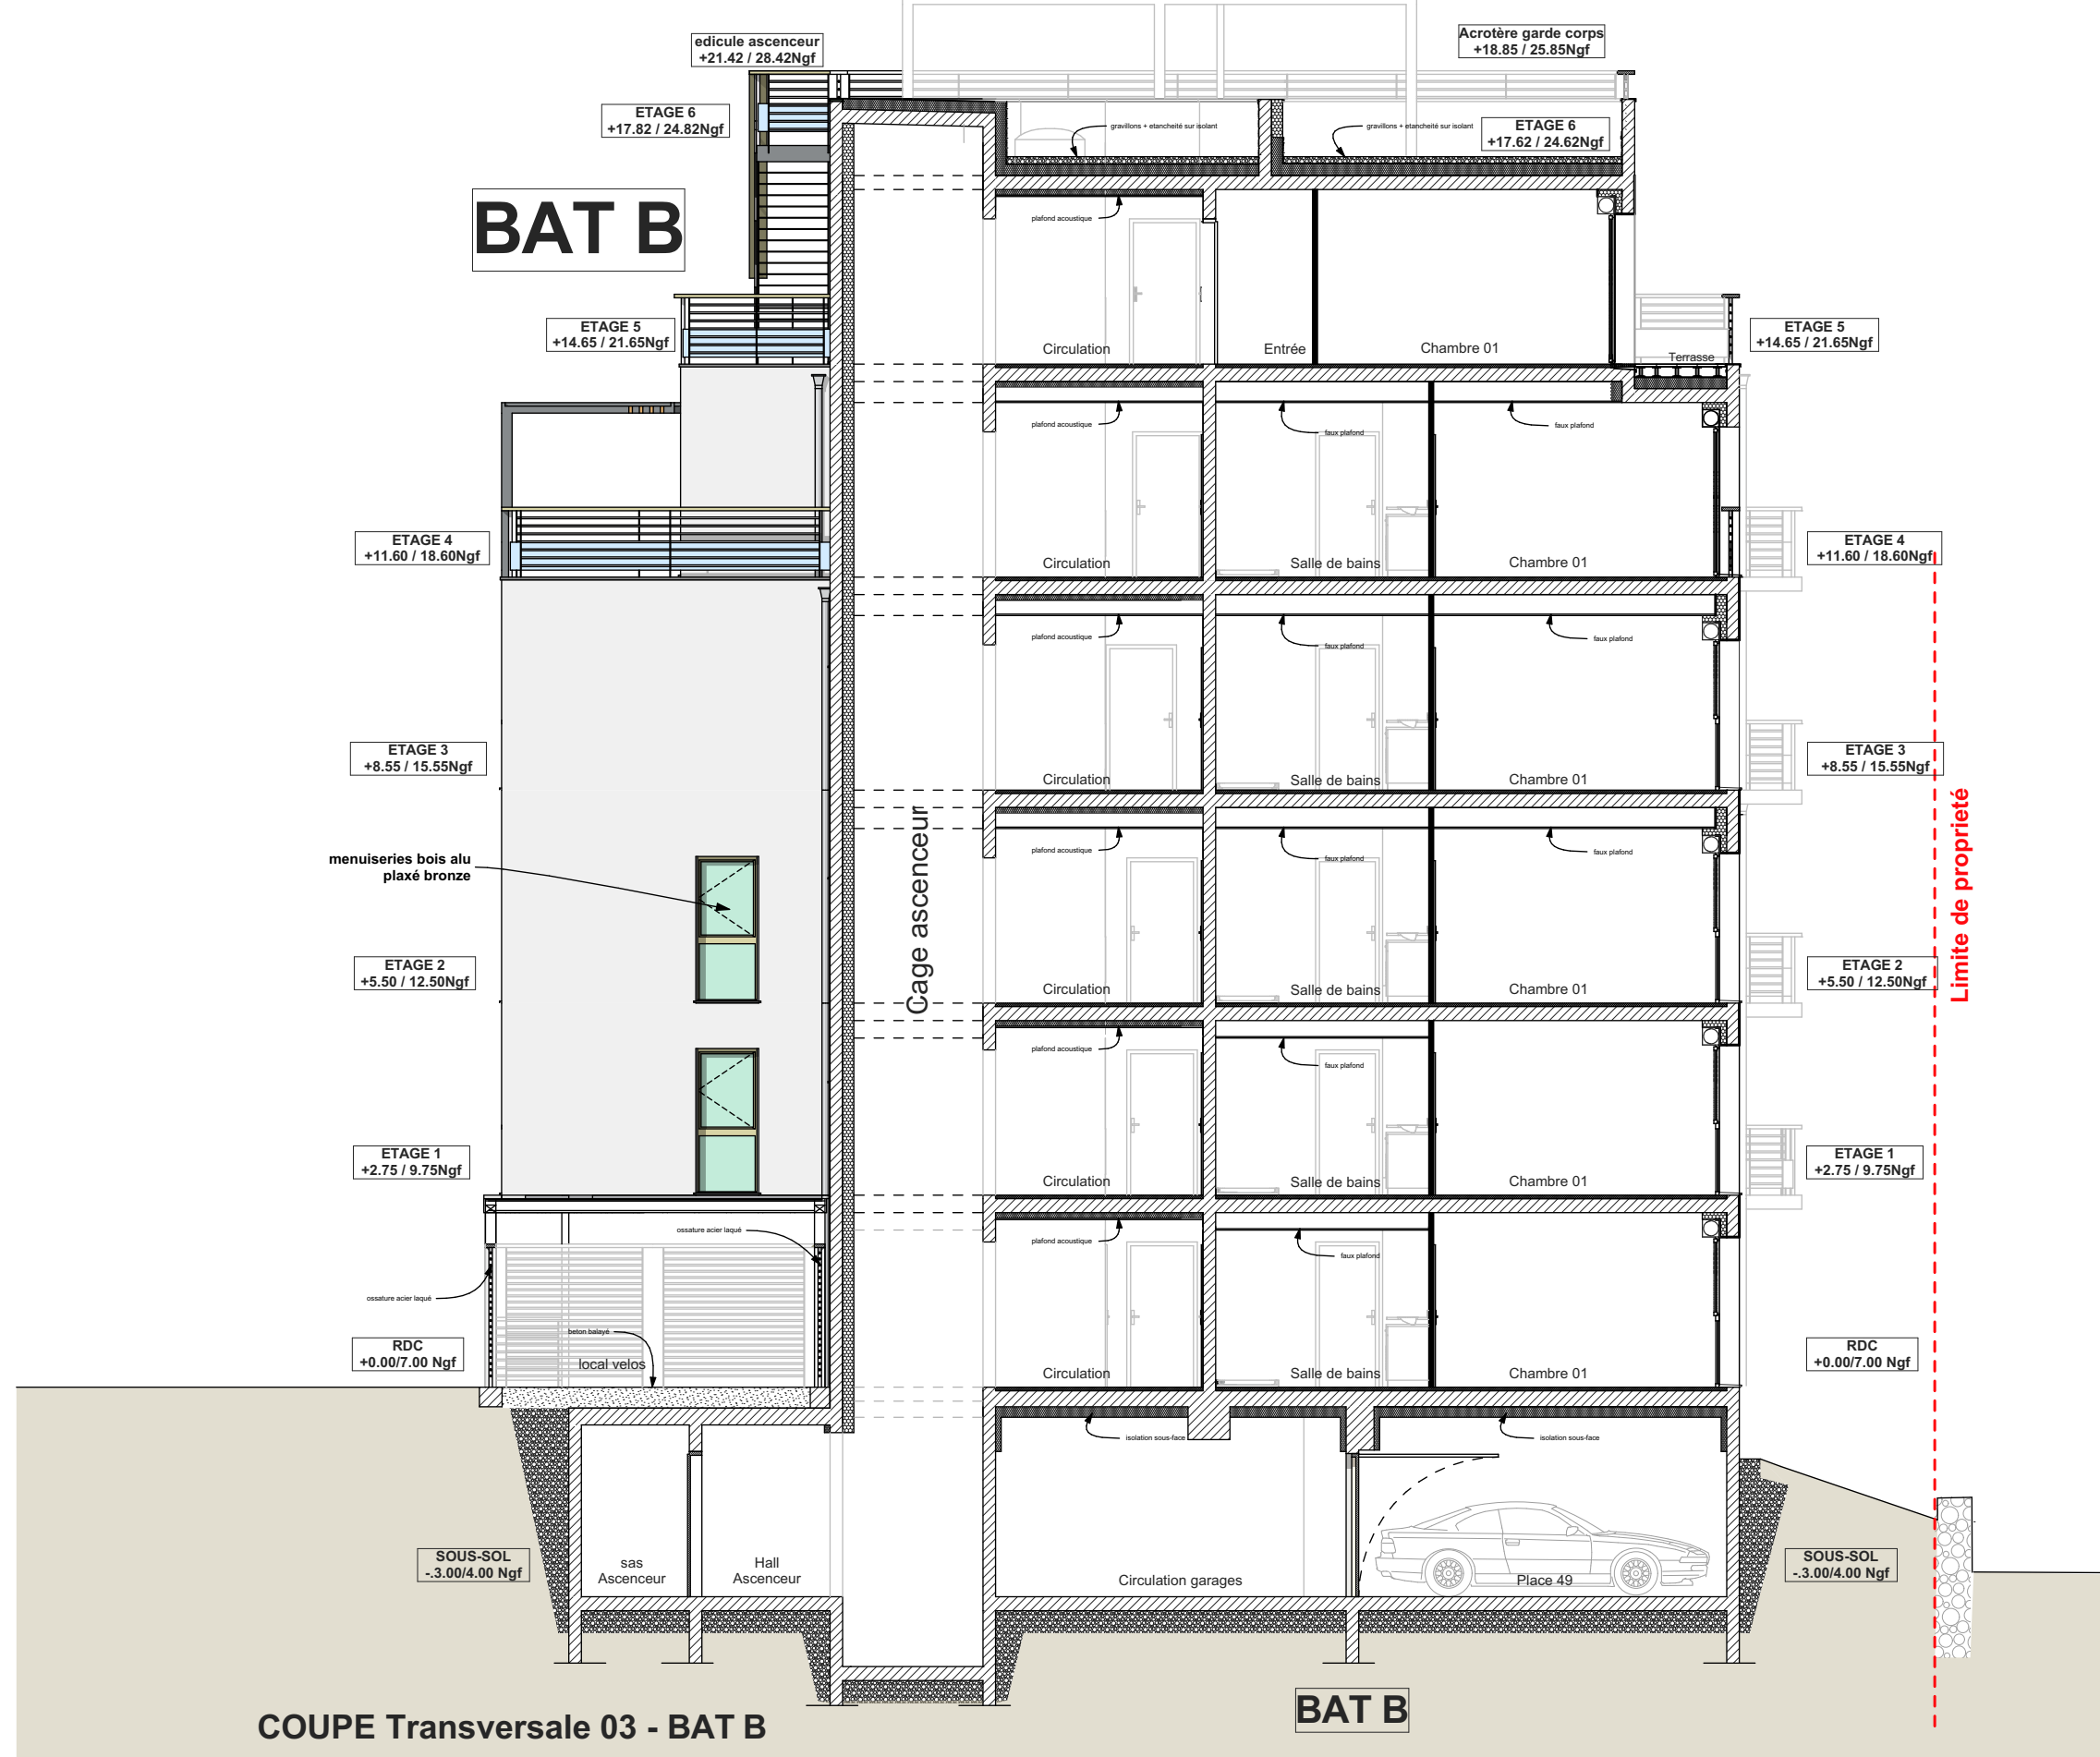 edicule ascenceur
+21.42 / 28.42Ngf
Acrotère garde corps
+18.85 / 25.85Ngf
ETAGE 6
+17.82 / 24.82Ngf
gravillons + etancheité sur isolant
gravillons + etancheité sur isolant
ETAGE 6
+17.62 / 24.62Ngf
BAT B
plafond acoustique
ETAGE 5
+14.65 / 21.65Ngf
Circulation
Entrée
Chambre 01
Terrasse
ETAGE 5
+14.65 / 21.65Ngf
plafond acoustique
faux plafond
faux plafond
ETAGE 4
+11.60 / 18.60Ngf
Circulation
Salle de bains
Chambre 01
ETAGE 4
+11.60 / 18.60Ngf
plafond acoustique
faux plafond
faux plafond
ETAGE 3
+8.55 / 15.55Ngf
Circulation
Salle de bains
Chambre 01
ETAGE 3
+8.55 / 15.55Ngf
Cage ascenceur
Limite de proprieté
menuiseries bois alu
plaxé bronze
plafond acoustique
faux plafond
faux plafond
ETAGE 2
+5.50 / 12.50Ngf
Circulation
Salle de bains
Chambre 01
ETAGE 2
+5.50 / 12.50Ngf
plafond acoustique
faux plafond
ETAGE 1
+2.75 / 9.75Ngf
Circulation
Salle de bains
Chambre 01
ETAGE 1
+2.75 / 9.75Ngf
ossature acier laqué
plafond acoustique
faux plafond
ossature acier laqué
beton balayé
RDC
+0.00/7.00 Ngf
local velos
Circulation
Salle de bains
Chambre 01
RDC
+0.00/7.00 Ngf
isolation sous-face
isolation sous-face
SOUS-SOL
-.3.00/4.00 Ngf
sas
Ascenceur
Hall
Ascenceur
Circulation garages
Place 49
SOUS-SOL
-.3.00/4.00 Ngf
BAT B
COUPE Transversale 03 - BAT B